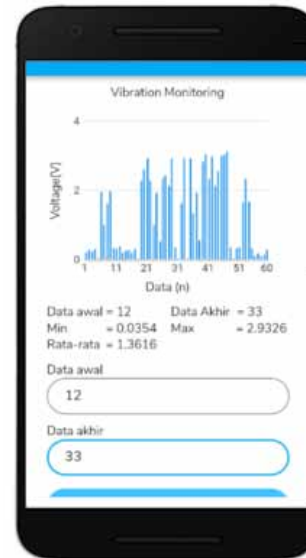 Vibration Monitoring
4
2
0
Voltage[V]
1 11 21 31 41 51 60
Data (n)
Data awal = 12 Data Akhir = 33
Min = 0.0354 Max = 2.9326
Rata-rata = 1.3616
Data awal
12
Data akhir
33